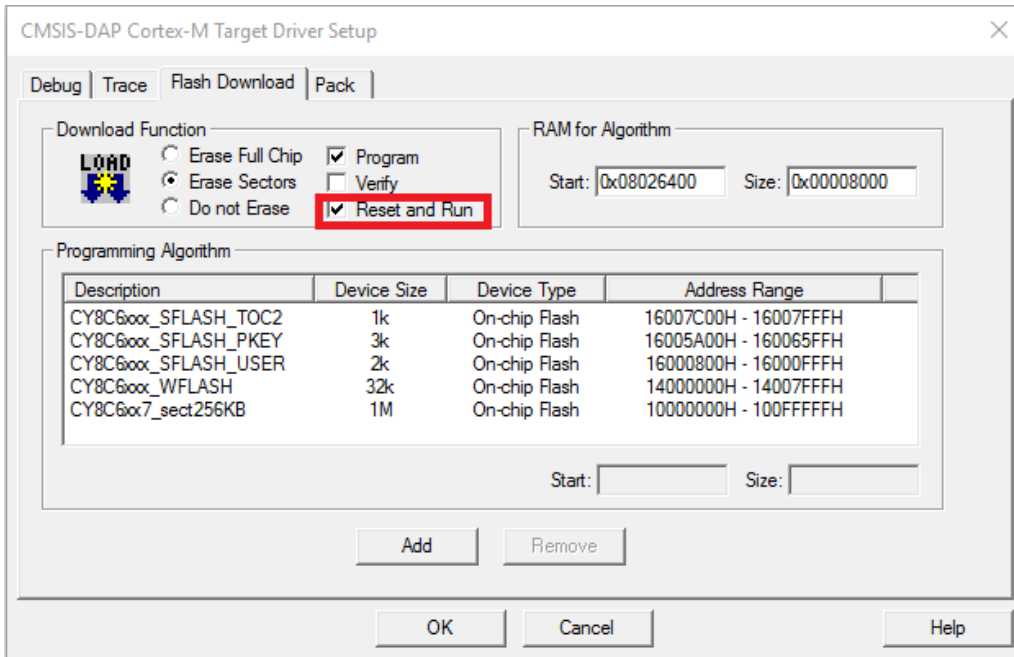 CMSIS-DAP Cortex-M Target Driver Setup
Debug Trace Flash Download Pack
Download Function
LOAD
Erase Full Chip
Erase Sectors
Do not Erase
Program
Verify
Reset and Run
RAM for Algorithm
Start: 0x08026400 Size: 0x00008000
Programming Algorithm
Description Device Size Device Type Address Range
CY8C6xxx_SFLASH_TOC2 1k On-chip Flash 16007C00H - 16007FFFH
CY8C6xxx_SFLASH_PKEY 3k On-chip Flash 16005A00H - 160065FFH
CY8C6xxx_SFLASH_USER 2k On-chip Flash 16000800H - 16000FFFH
CY8C6xxx_WFLASH 32k On-chip Flash 14000000H - 14007FFFH
CY8C6xx7_sect256KB 1M On-chip Flash 10000000H - 100FFFFFH
Start: Size:
Add Remove
OK Cancel Help